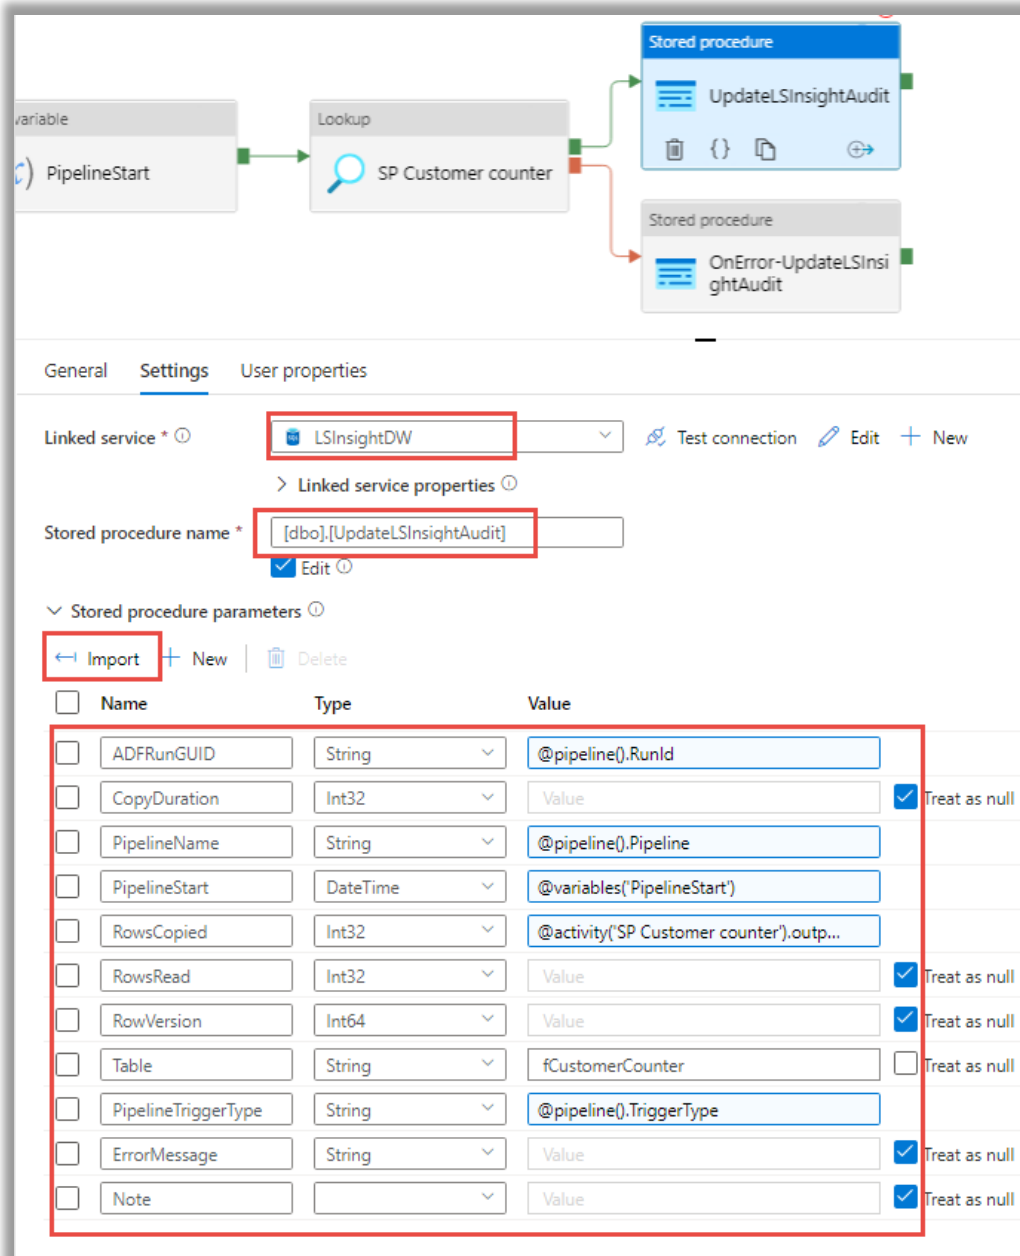 Stored procedure
UpdateLSInsightAudit
variable
PipelineStart
Lookup
SP Customer counter
Stored procedure
OnError-UpdateLSInsi
ghtAudit
General Settings User properties
Linked service * LSInsightDW Test connection Edit New
Linked service properties
Stored procedure name * [dbo].[UpdateLSInsightAudit]
Edit
Stored procedure parameters
Import New Delete
Name Type Value
ADFRunGUID String @pipeline().RunId
CopyDuration Int32 Value Treat as null
PipelineName String @pipeline().Pipeline
PipelineStart DateTime @variables('PipelineStart')
RowsCopied Int32 @activity('SP Customer counter').outp...
RowsRead Int32 Value Treat as null
RowVersion Int64 Value Treat as null
Table String fCustomerCounter Treat as null
PipelineTriggerType String @pipeline().TriggerType
ErrorMessage String Value Treat as null
Note Value Treat as null